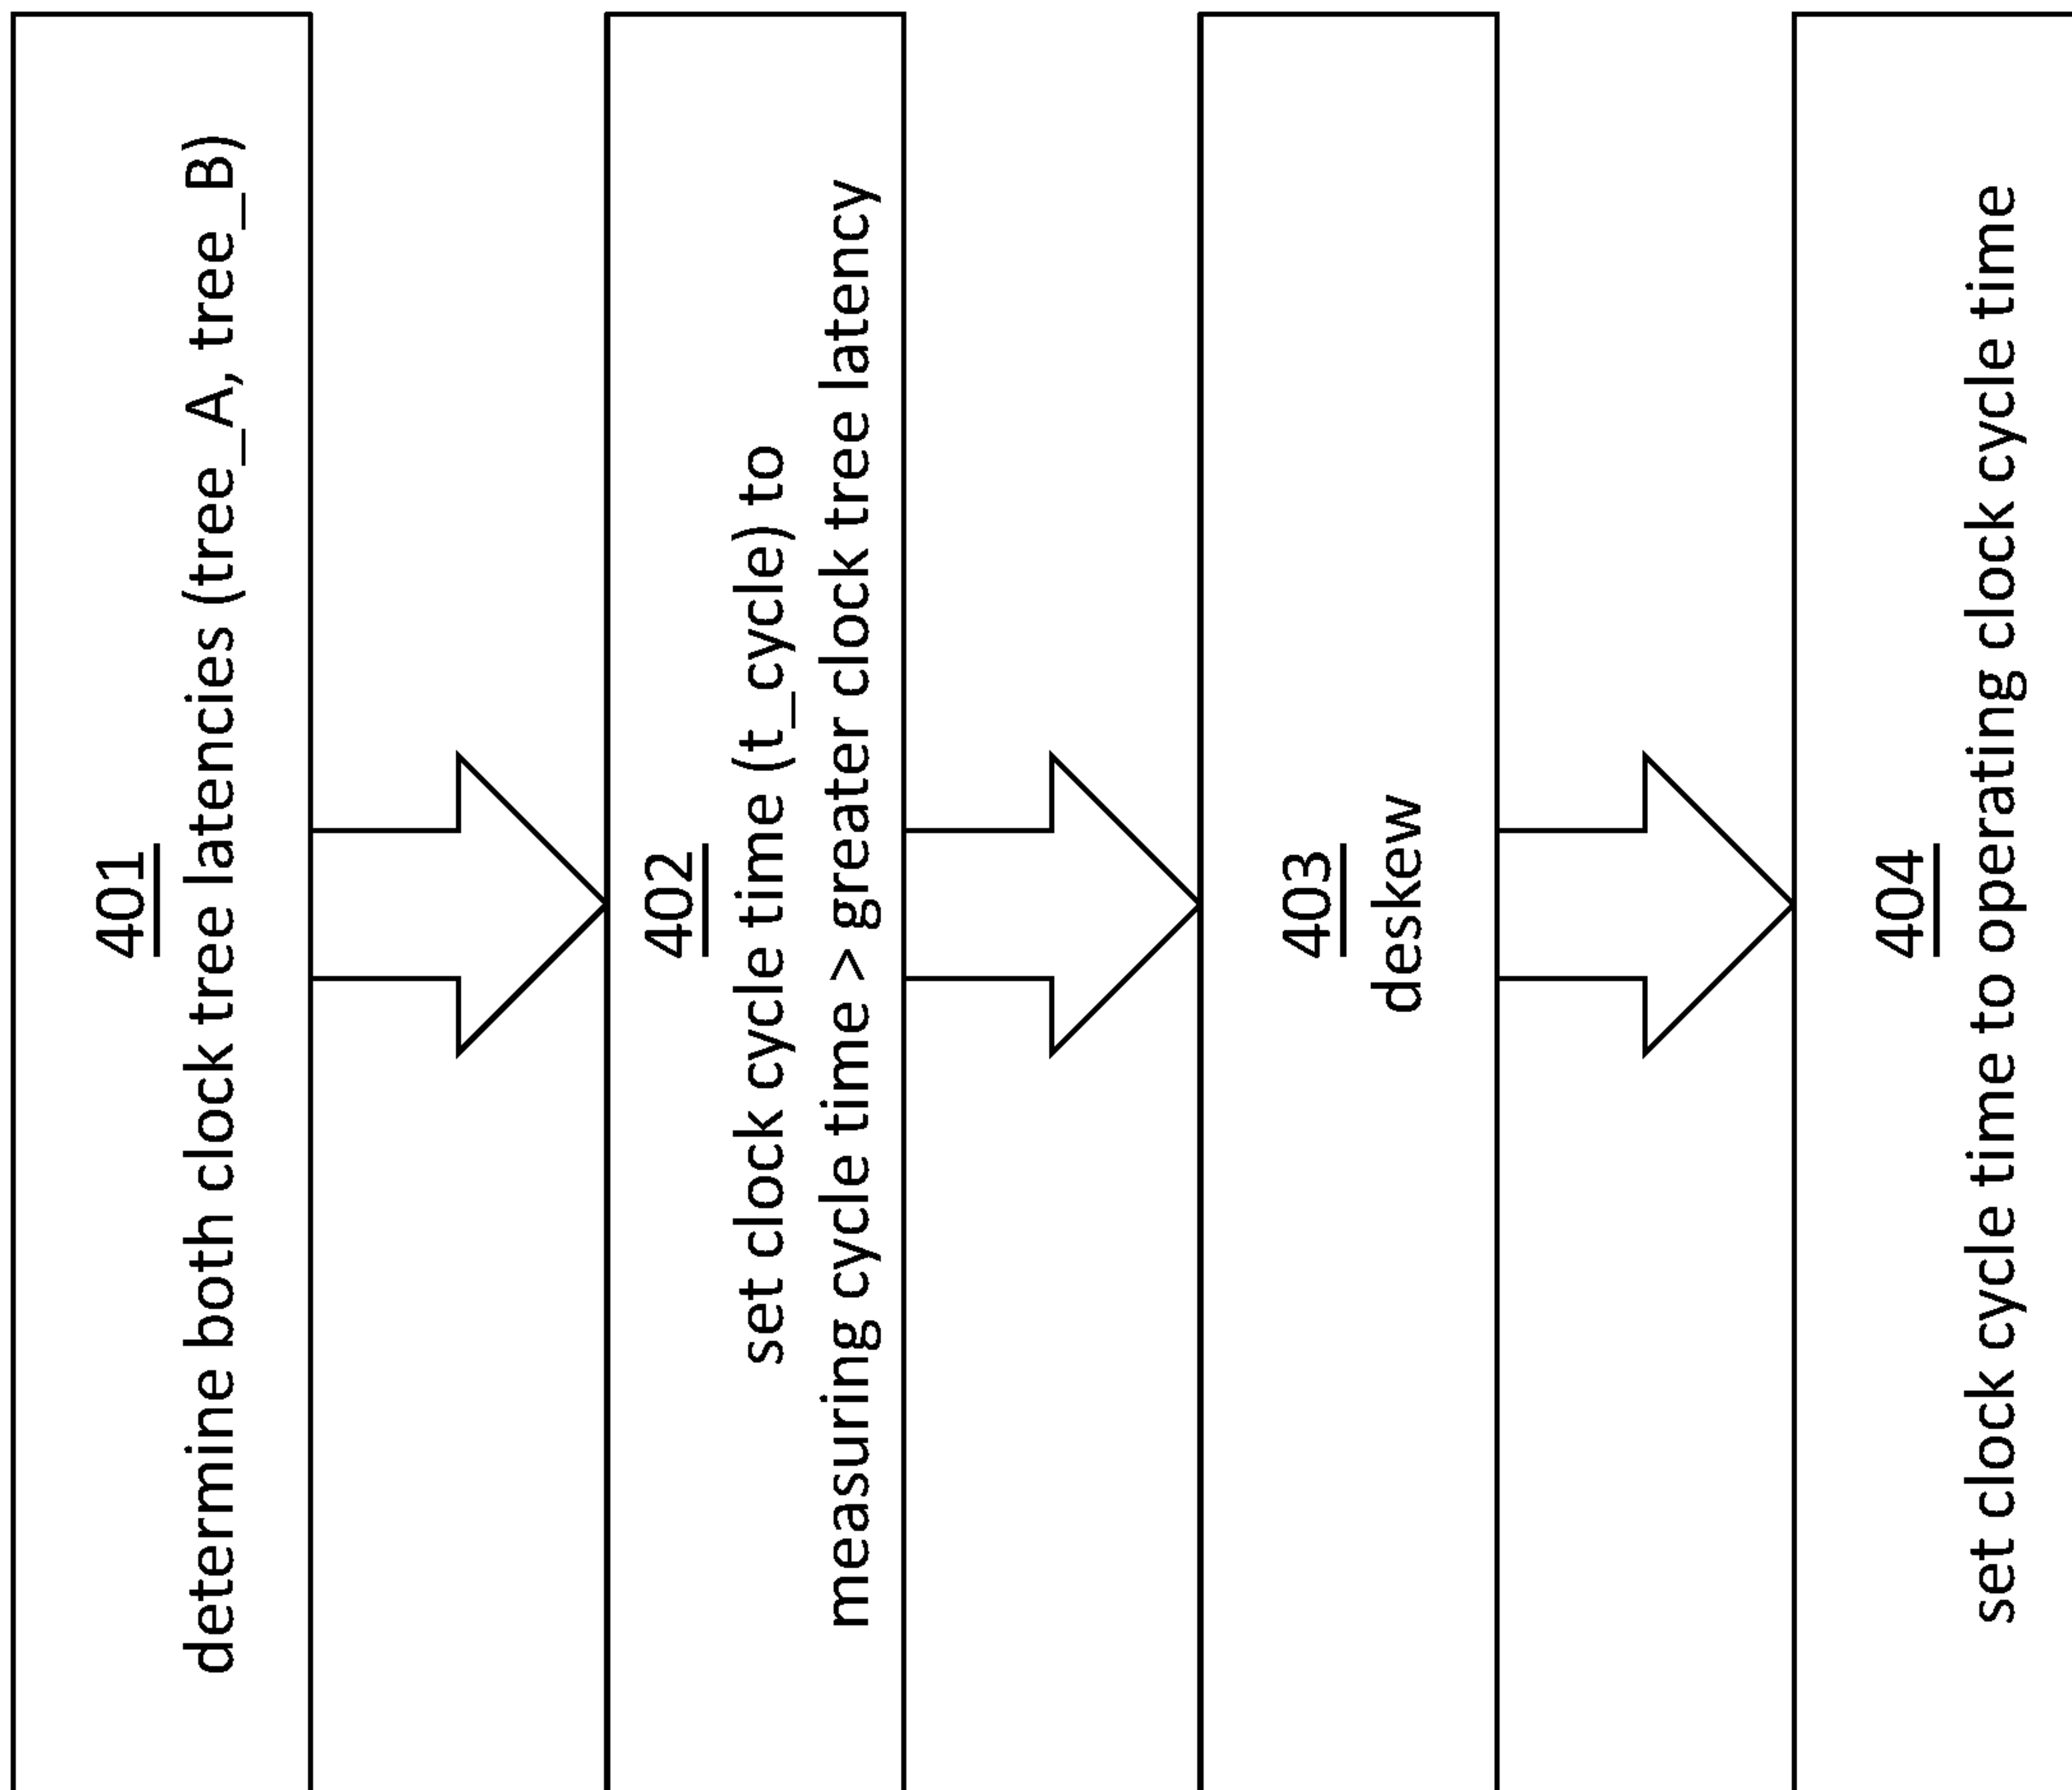 401
determine both clock tree latencies (tree_A, tree_B)
402
set clock cycle time (t_cycle) to
measuring cycle time > greater clock tree latency
403
deskew
404
set clock cycle time to operating clock cycle time